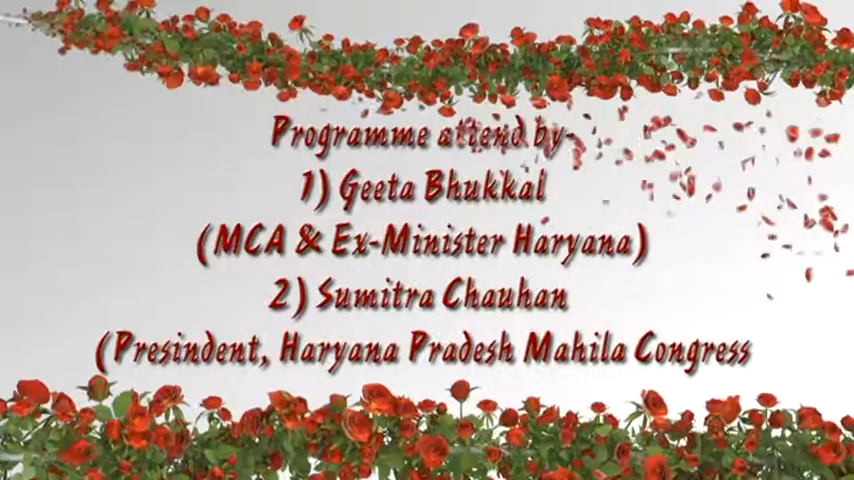 Programme attend by-
1) Geeta Bhukkal
(MCA & Ex-Minister Haryana)
2) Sumitra Chauhan
(Presindent, Haryana Pradesh Mahila Congress